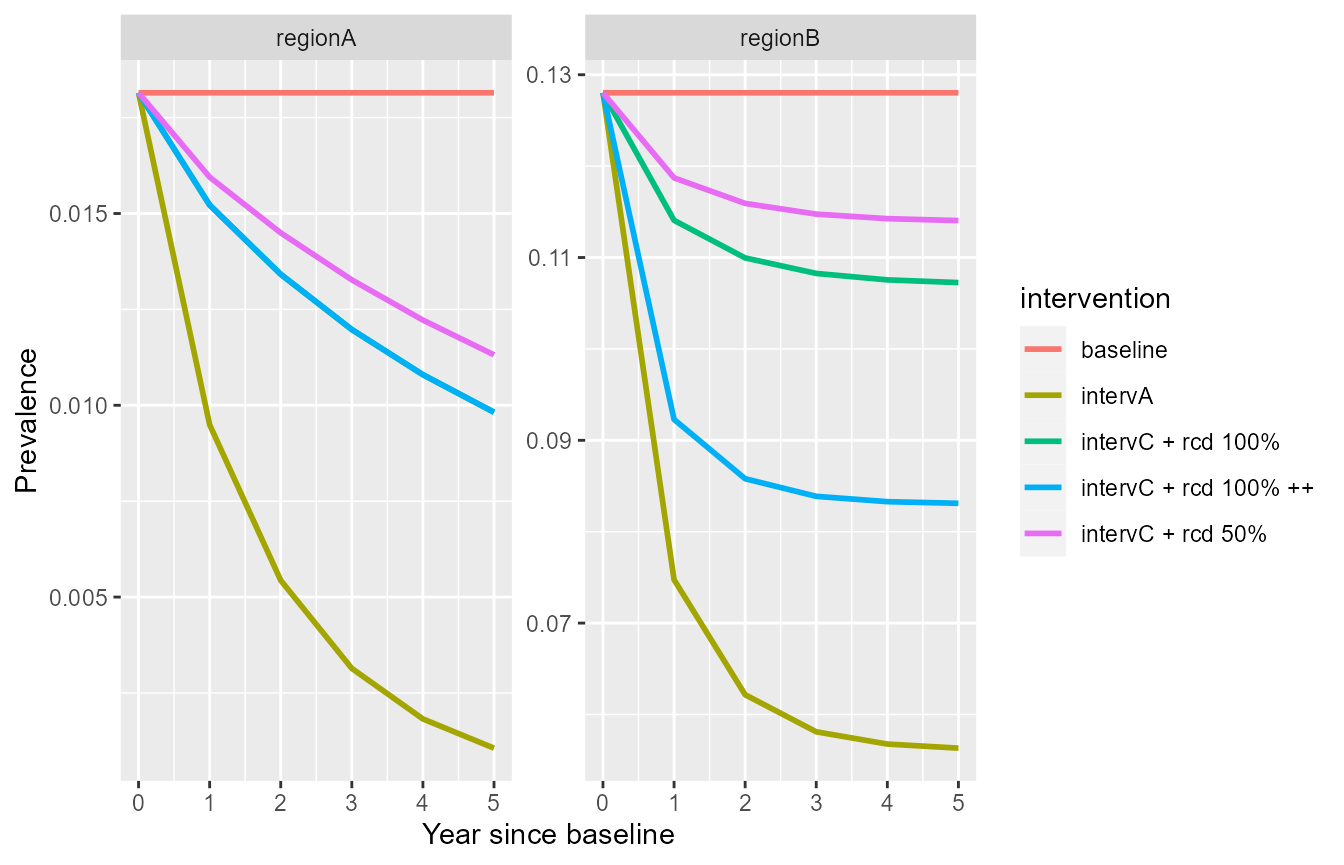 regionA
regionB
Prevalence
0.015
0.010
0.005
0.13
0.11
0.09
0.07
0 1 2 3 4 5
0 1 2 3 4 5
Year since baseline
intervention
baseline
intervA
intervC + rcd 100%
intervC + rcd 100% ++
intervC + rcd 50%